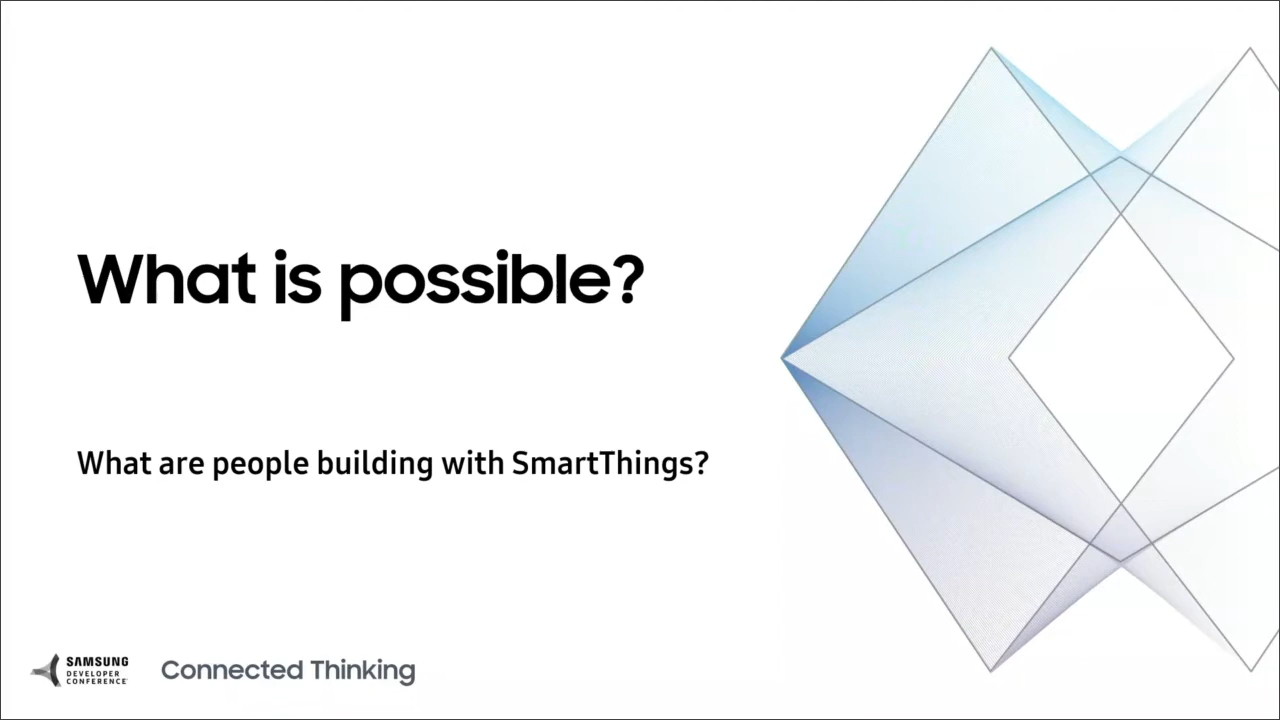 What is possible?
What are people building with SmartThings?
SAMSUNG
DEVELOPER
CONFERENCE
Connected Thinking